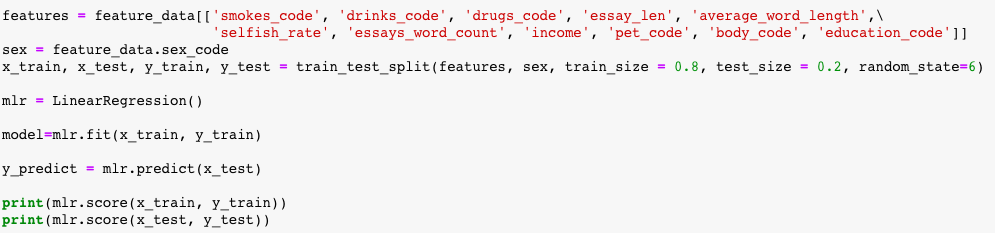 features = feature_data[['smokes_code', 'drinks_code', 'drugs_code', 'essay_len', 'average_word_length',\
'selfish_rate', 'essays_word_count', 'income', 'pet_code', 'body_code', 'education_code']]
sex = feature_data.sex_code
x_train, x_test, y_train, y_test = train_test_split(features, sex, train_size = 0.8, test_size = 0.2, random_state=6)
mlr = LinearRegression()
model=mlr.fit(x_train, y_train)
y_predict = mlr.predict(x_test)
print(mlr.score(x_train, y_train))
print(mlr.score(x_test, y_test))